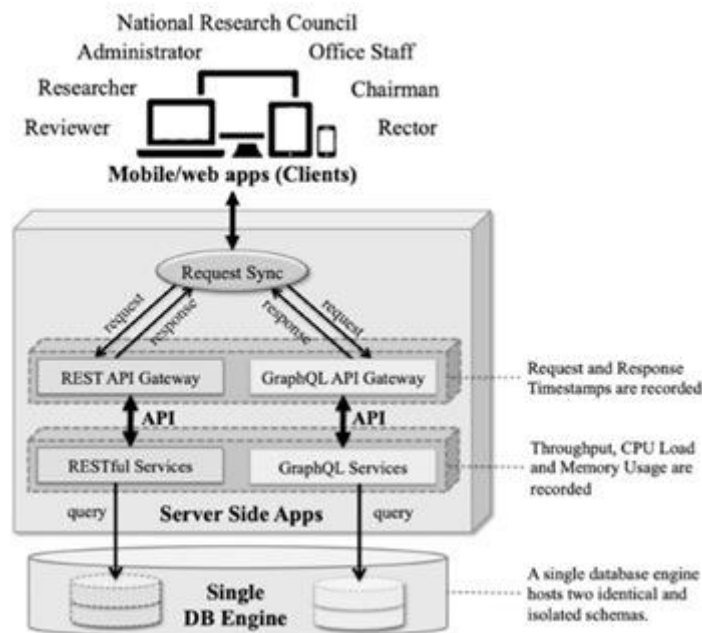 National Research Council
Administrator
Office Staff
Researcher
Chairman
Reviewer
Rector
Mobile/web apps (Clients)
Request Sync
request
response
response
request
REST API Gateway
GraphQL API Gateway
Request and Response
Timestamps are recorded
API
API
RESTful Services
GraphQL Services
Throughput, CPU Load
and Memory Usage are
recorded
query
Server Side Apps
query
Single
DB Engine
A single database engine
hosts two identical and
isolated schemas.